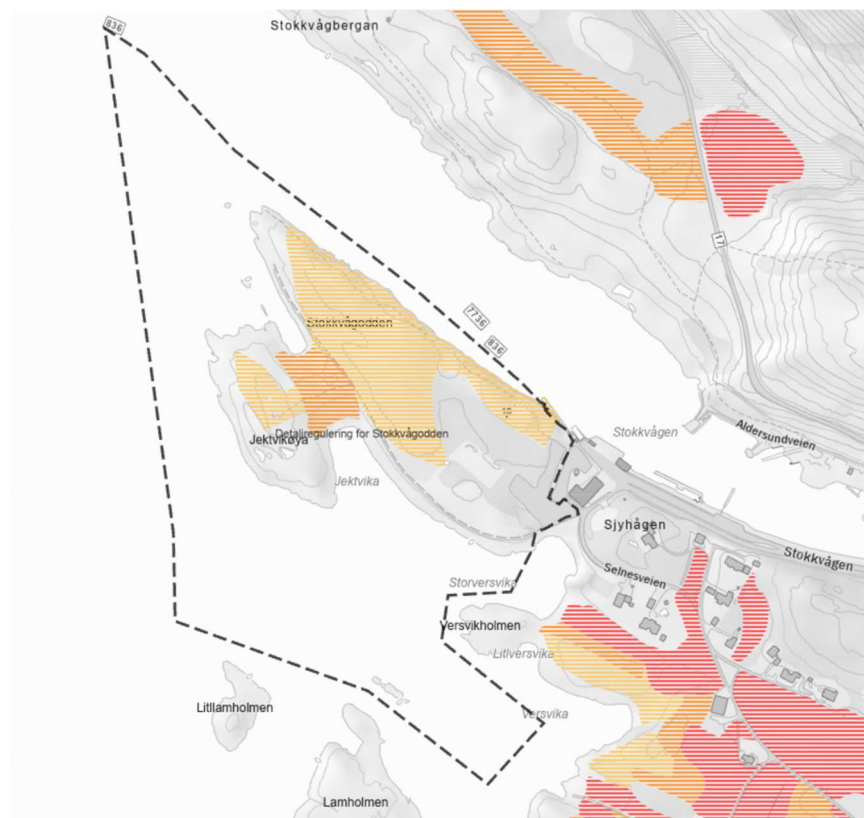 836
Stokkvågbergan
17
7736
836
Stokkvågodden
Stokkvågen
Aldersundveien
Detaljregulering for Stokkvågodden
Jektvikøya
Jektvika
Sjyhågen
Stokkvågen
Selnesveien
Storversvika
Versvikholmen
Litlversvika
Litllamholmen
Versvika
Lamholmen